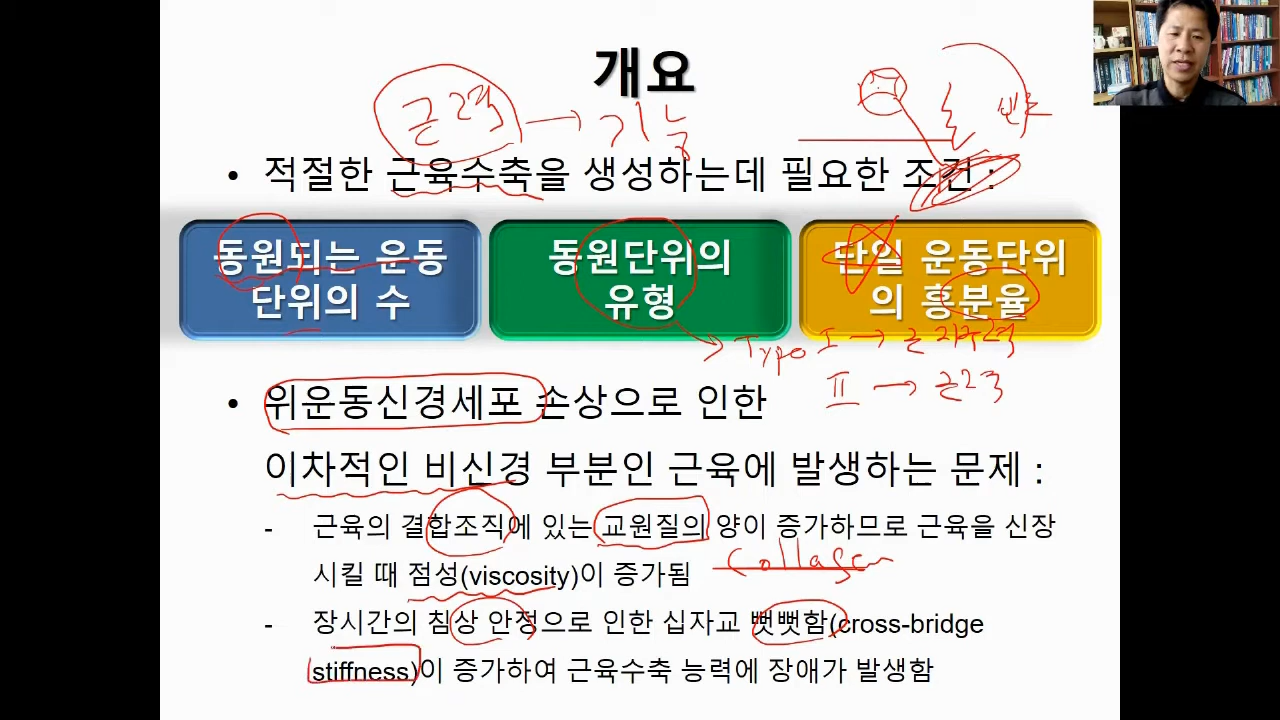 개요
근력 → 기능
빈도
• 적절한 근육수축을 생성하는데 필요한 조건 :
동원되는 운동
단위의 수
동원단위의
유형
단일 운동단위
의 흥분율
Type I → 근지구력
II → 근력
• 위운동신경세포 손상으로 인한
이차적인 비신경 부분인 근육에 발생하는 문제 :
- 근육의 결합조직에 있는 교원질의 양이 증가하므로 근육을 신장
시킬 때 점성(viscosity)이 증가됨
Collagen
- 장시간의 침상 안정으로 인한 십자교 뻣뻣함(cross-bridge
stiffness)이 증가하여 근육수축 능력에 장애가 발생함